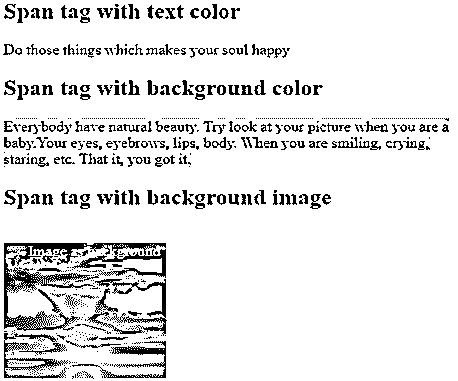 Span tag with text color
Do those things which makes your soul happy
Span tag with background color
Everybody have natural beauty. Try look at your picture when you are a
baby.Your eyes, eyebrows, lips, body. When you are smiling, crying,
staring, etc. That it, you got it.
Span tag with background image
Image as background